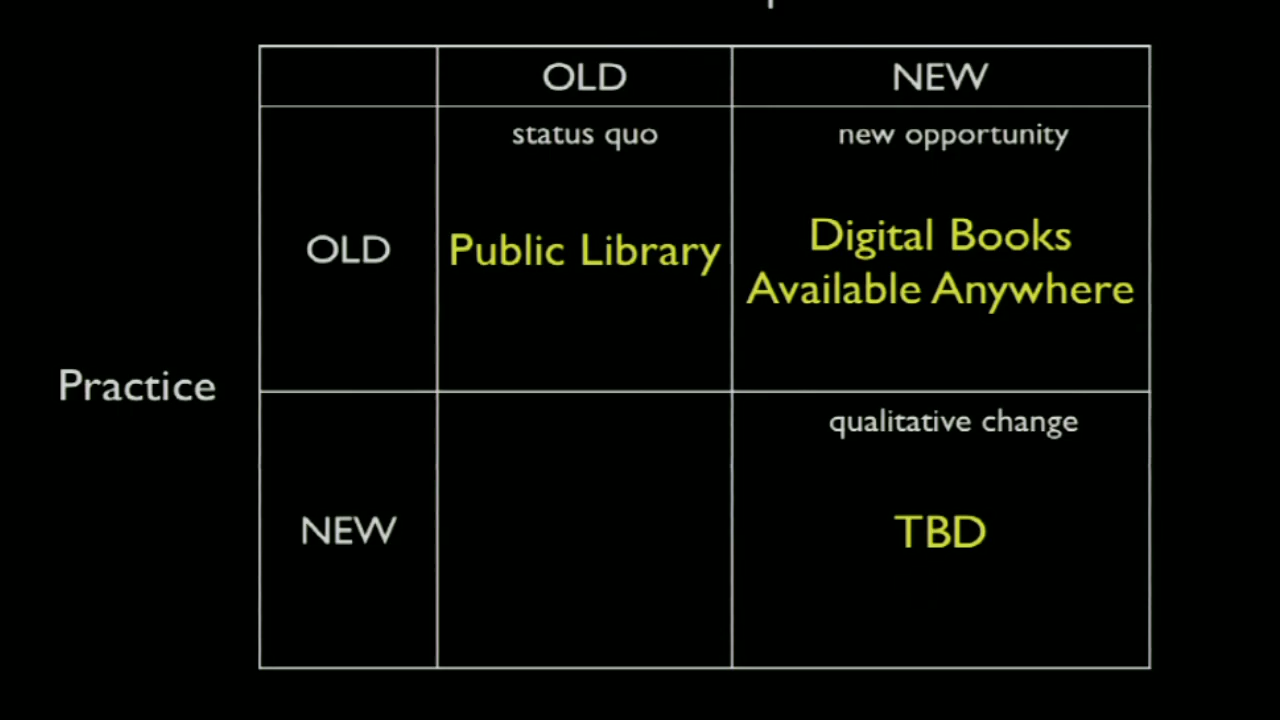 OLD NEW
status quo new opportunity
OLD Public Library Digital Books
Available Anywhere
Practice
qualitative change
NEW TBD